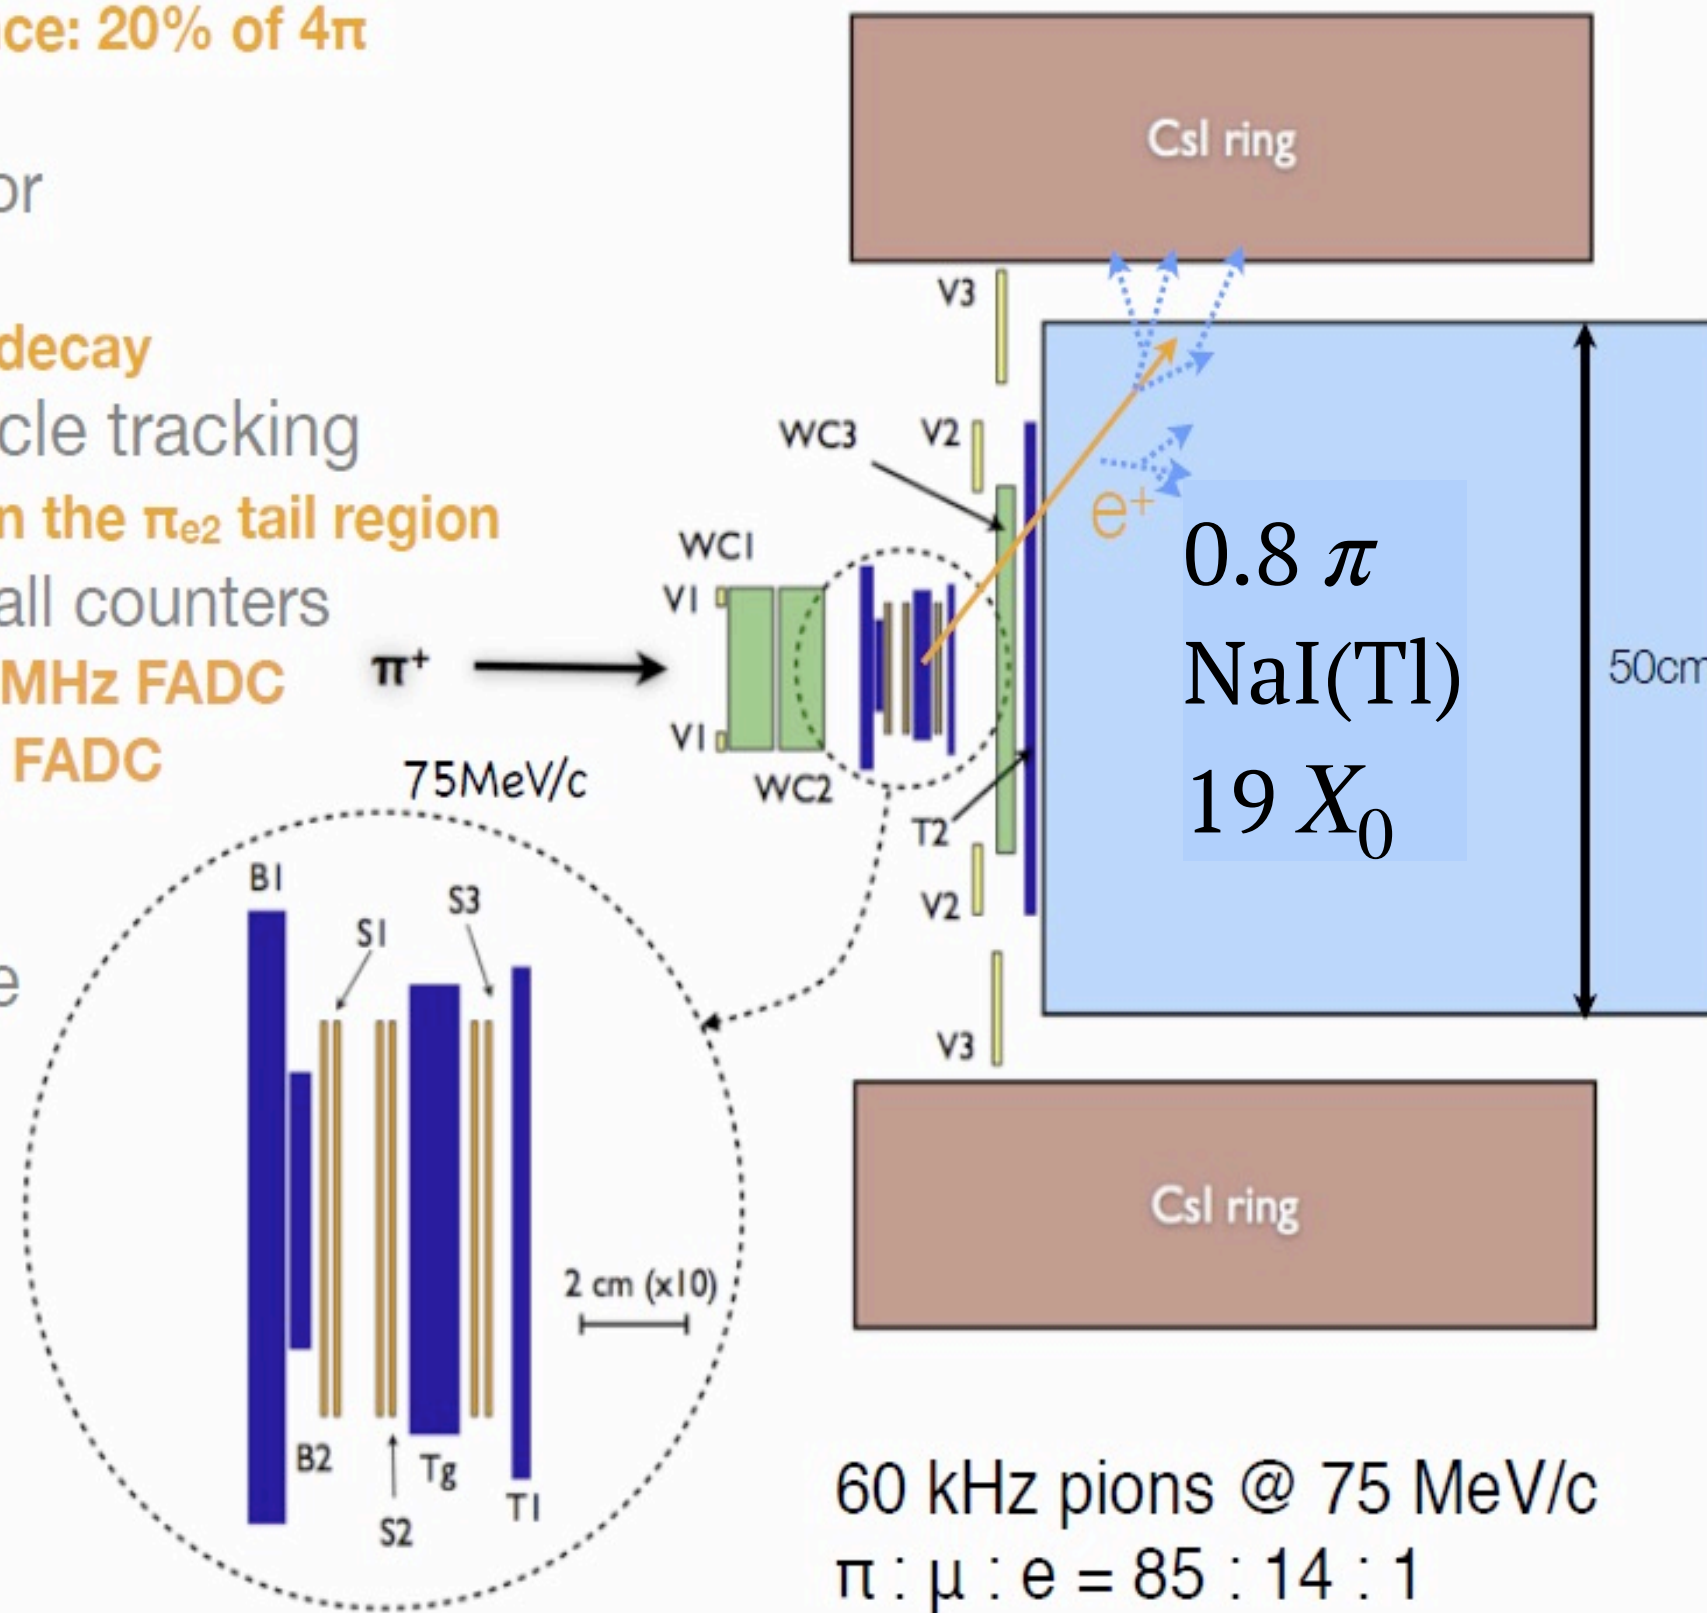 ce: 20% of 4π
or
decay
cle tracking
n the πe2 tail region
all counters
MHz FADC
FADC
e
CsI ring
V3
V2
WC3
WC1
V1
π⁺
V1
75MeV/c
WC2
T2
V2
V3
e⁺
0.8 π
NaI(Tl)
19 X₀
50cm
CsI ring
B1
S1
S3
B2
S2
Tg
T1
2 cm (x10)
60 kHz pions @ 75 MeV/c
π : μ : e = 85 : 14 : 1